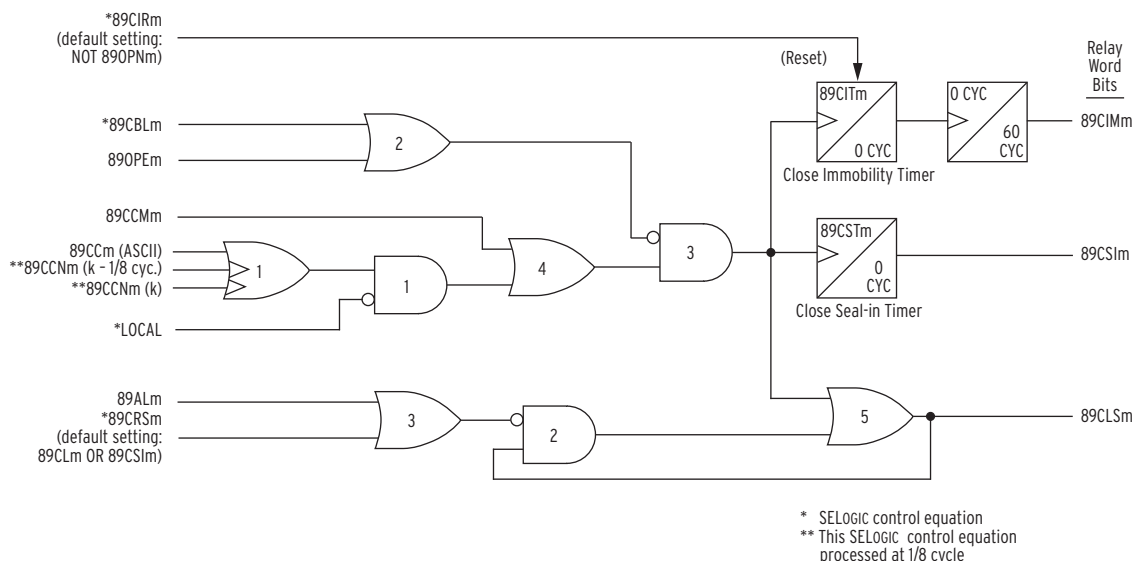 *89CIRm
(default setting:
NOT 89OPNm)
(Reset)
Relay
Word
Bits
89CITm
0 CYC
0 CYC
60
CYC
89CIMm
Close Immobility Timer
*89CBLm
89OPEm
2
89CCMm
89CCm (ASCII)
**89CCNm (k - 1/8 cyc.)
**89CCNm (k)
1
1
*LOCAL
4
3
89CSTm
0
CYC
89CSIm
Close Seal-in Timer
89ALm
*89CRSm
(default setting:
89CLm OR 89CSIm)
3
2
5
89CLSm
* SELOGIC control equation
** This SELOGIC control equation
processed at 1/8 cycle